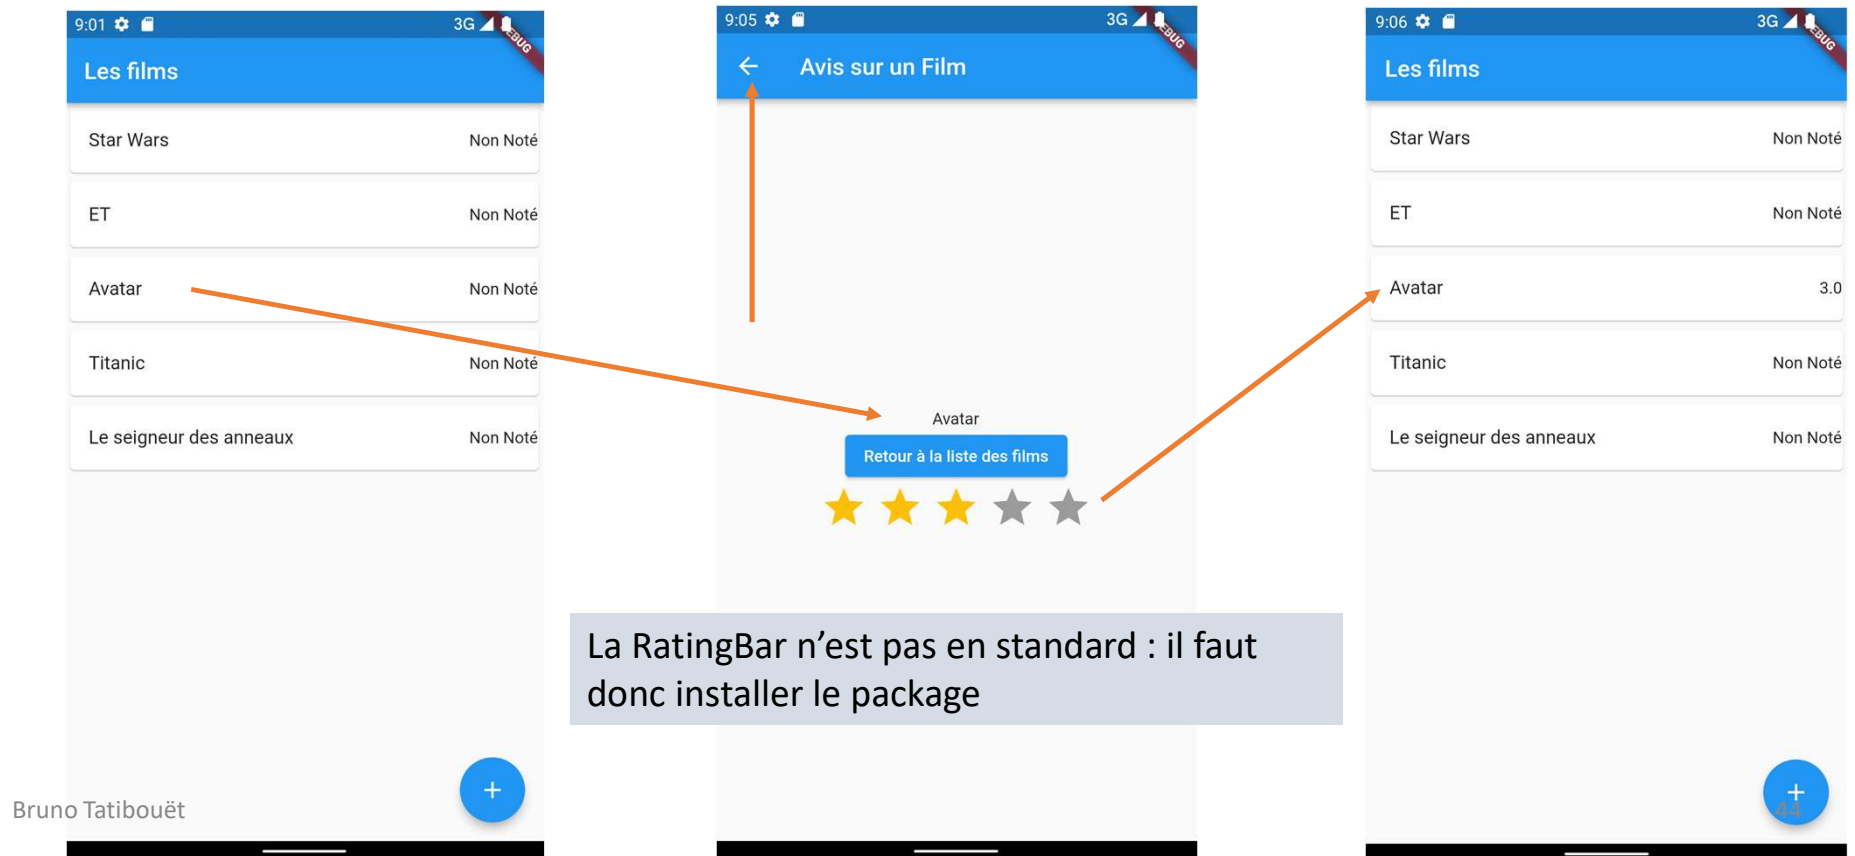 9:01 3G
DEBUG
Les films
Star Wars Non Noté
ET Non Noté
Avatar Non Noté
Titanic Non Noté
Le seigneur des anneaux Non Noté
+
9:05 3G
DEBUG
Avis sur un Film
Avatar
Retour à la liste des films
La RatingBar n’est pas en standard : il faut
donc installer le package
9:06 3G
DEBUG
Les films
Star Wars Non Noté
ET Non Noté
Avatar 3.0
Titanic Non Noté
Le seigneur des anneaux Non Noté
+
Bruno Tatibouët
44